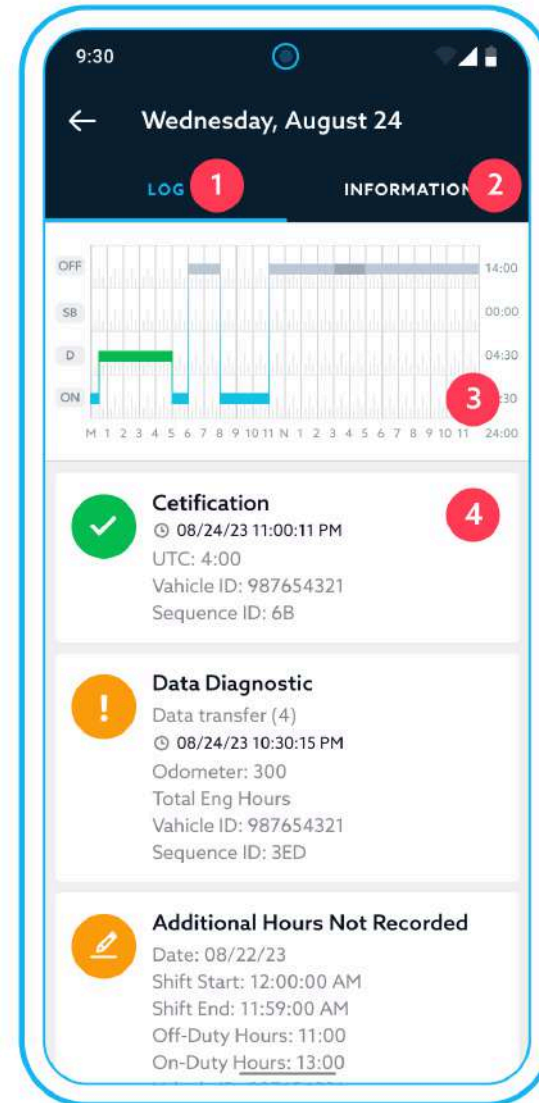 9:30
Wednesday, August 24
LOG 1 INFORMATION 2
OFF 14:00
SB 00:00
D 04:30
ON 3 :30
M 1 2 3 4 5 6 7 8 9 10 11 N 1 2 3 4 5 6 7 8 9 10 11 24:00
Cetification 4
08/24/23 11:00:11 PM
UTC: 4:00
Vahicle ID: 987654321
Sequence ID: 6B
Data Diagnostic
Data transfer (4)
08/24/23 10:30:15 PM
Odometer: 300
Total Eng Hours
Vahicle ID: 987654321
Sequence ID: 3ED
Additional Hours Not Recorded
Date: 08/22/23
Shift Start: 12:00:00 AM
Shift End: 11:59:00 AM
Off-Duty Hours: 11:00
On-Duty Hours: 13:00